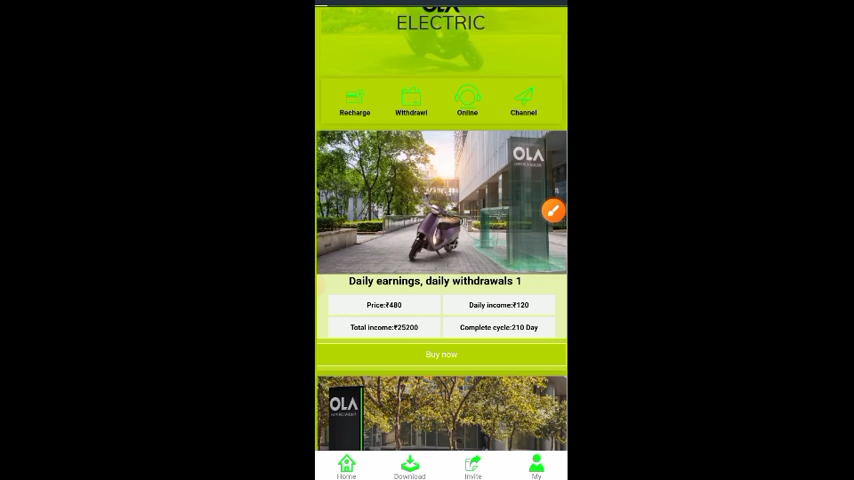 OLA
ELECTRIC
Recharge Withdrawl Online Channel
OLA
Daily earnings, daily withdrawals 1
Price:₹480 Daily income:₹120
Total income:₹25200 Complete cycle:210 Day
Buy now
OLA
Home Download Invite My